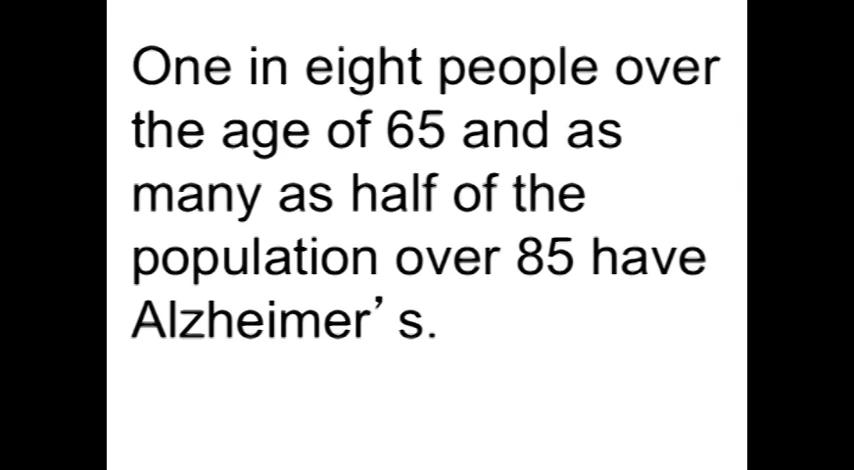 One in eight people over
the age of 65 and as
many as half of the
population over 85 have
Alzheimer’s.